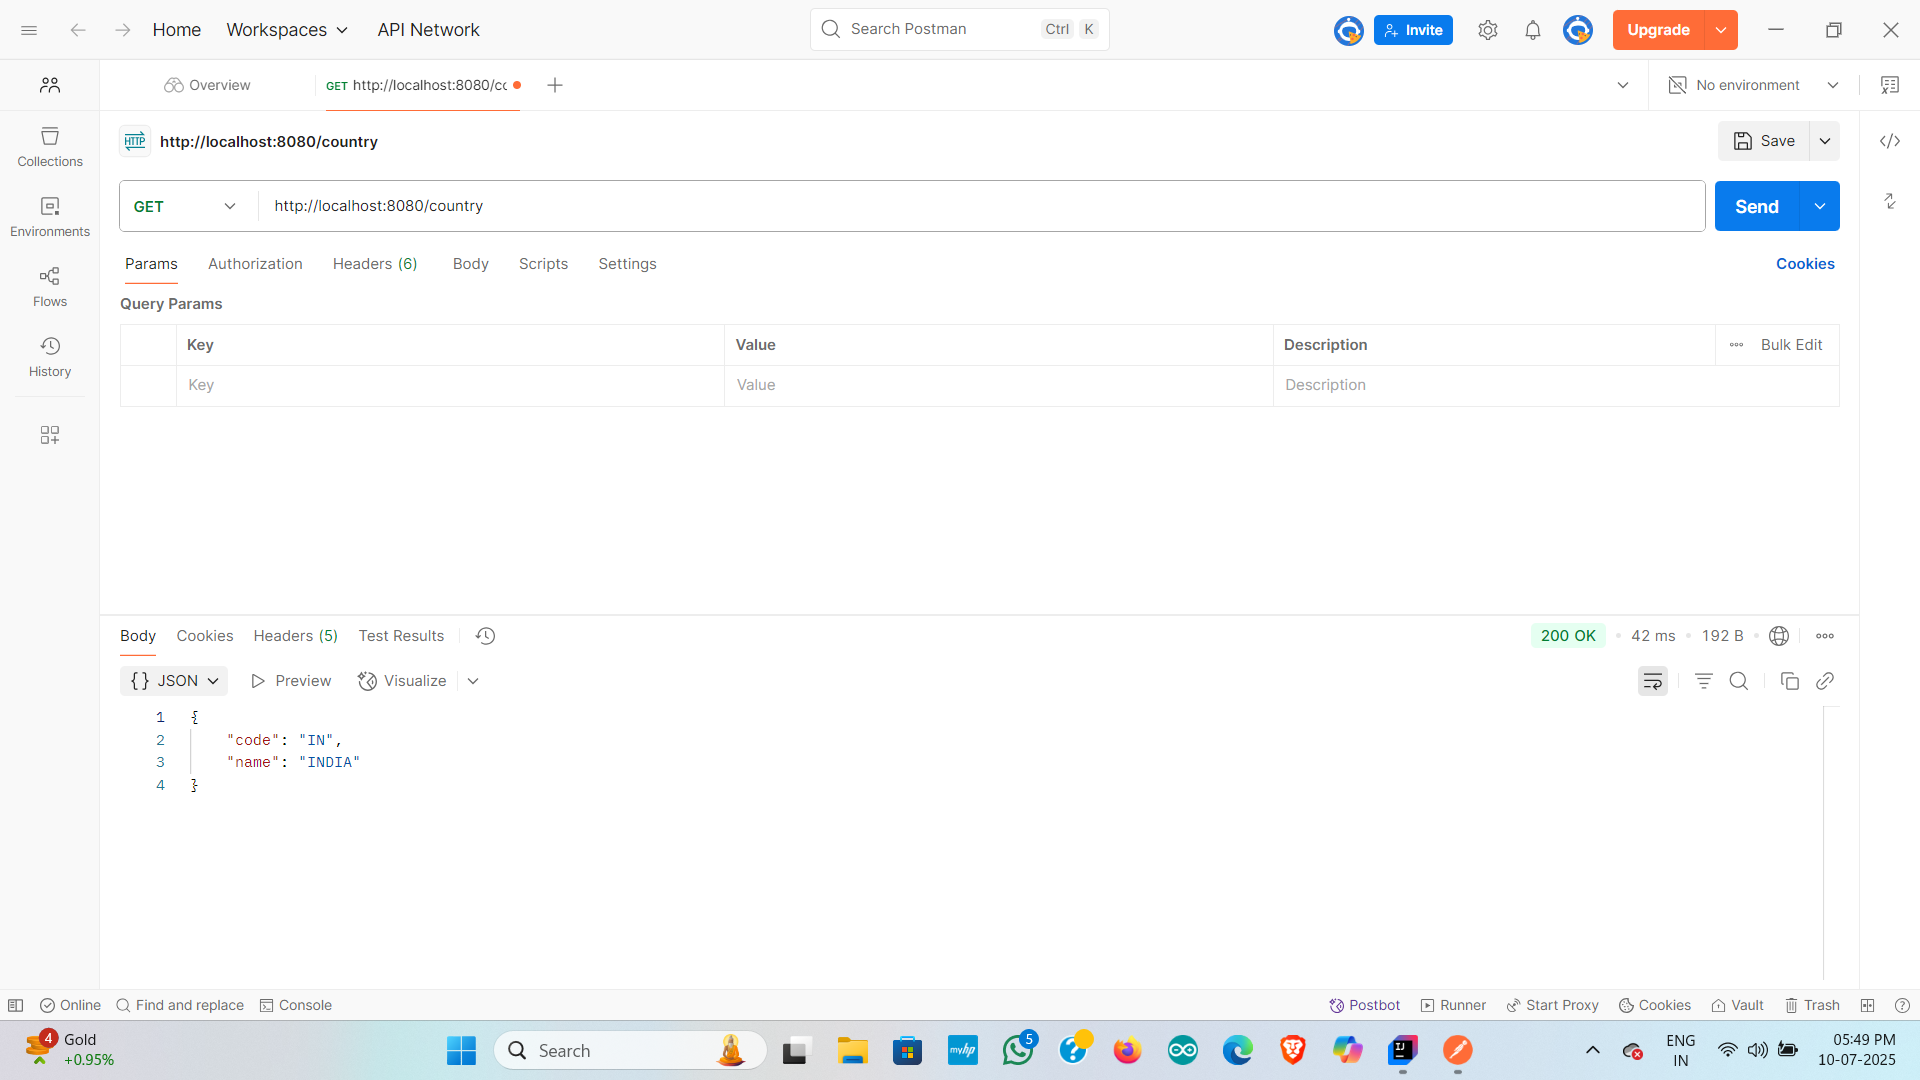 Home Workspaces API Network Search Postman Ctrl K Invite Upgrade
Overview GET http://localhost:8080/cc No environment
HTTP http://localhost:8080/country Save
Collections
GET http://localhost:8080/country Send
Environments
Params Authorization Headers (6) Body Scripts Settings Cookies
Flows
Query Params
Key Value Description Bulk Edit
History
Key Value Description
Body Cookies Headers (5) Test Results 200 OK 42 ms 192 B
{} JSON Preview Visualize
1 {
2 "code": "IN",
3 "name": "INDIA"
4 }
Online Find and replace Console Postbot Runner Start Proxy Cookies Vault Trash
4 Gold
+0.95%
Search myhp 5 IJ
ENG
IN
05:49 PM
10-07-2025